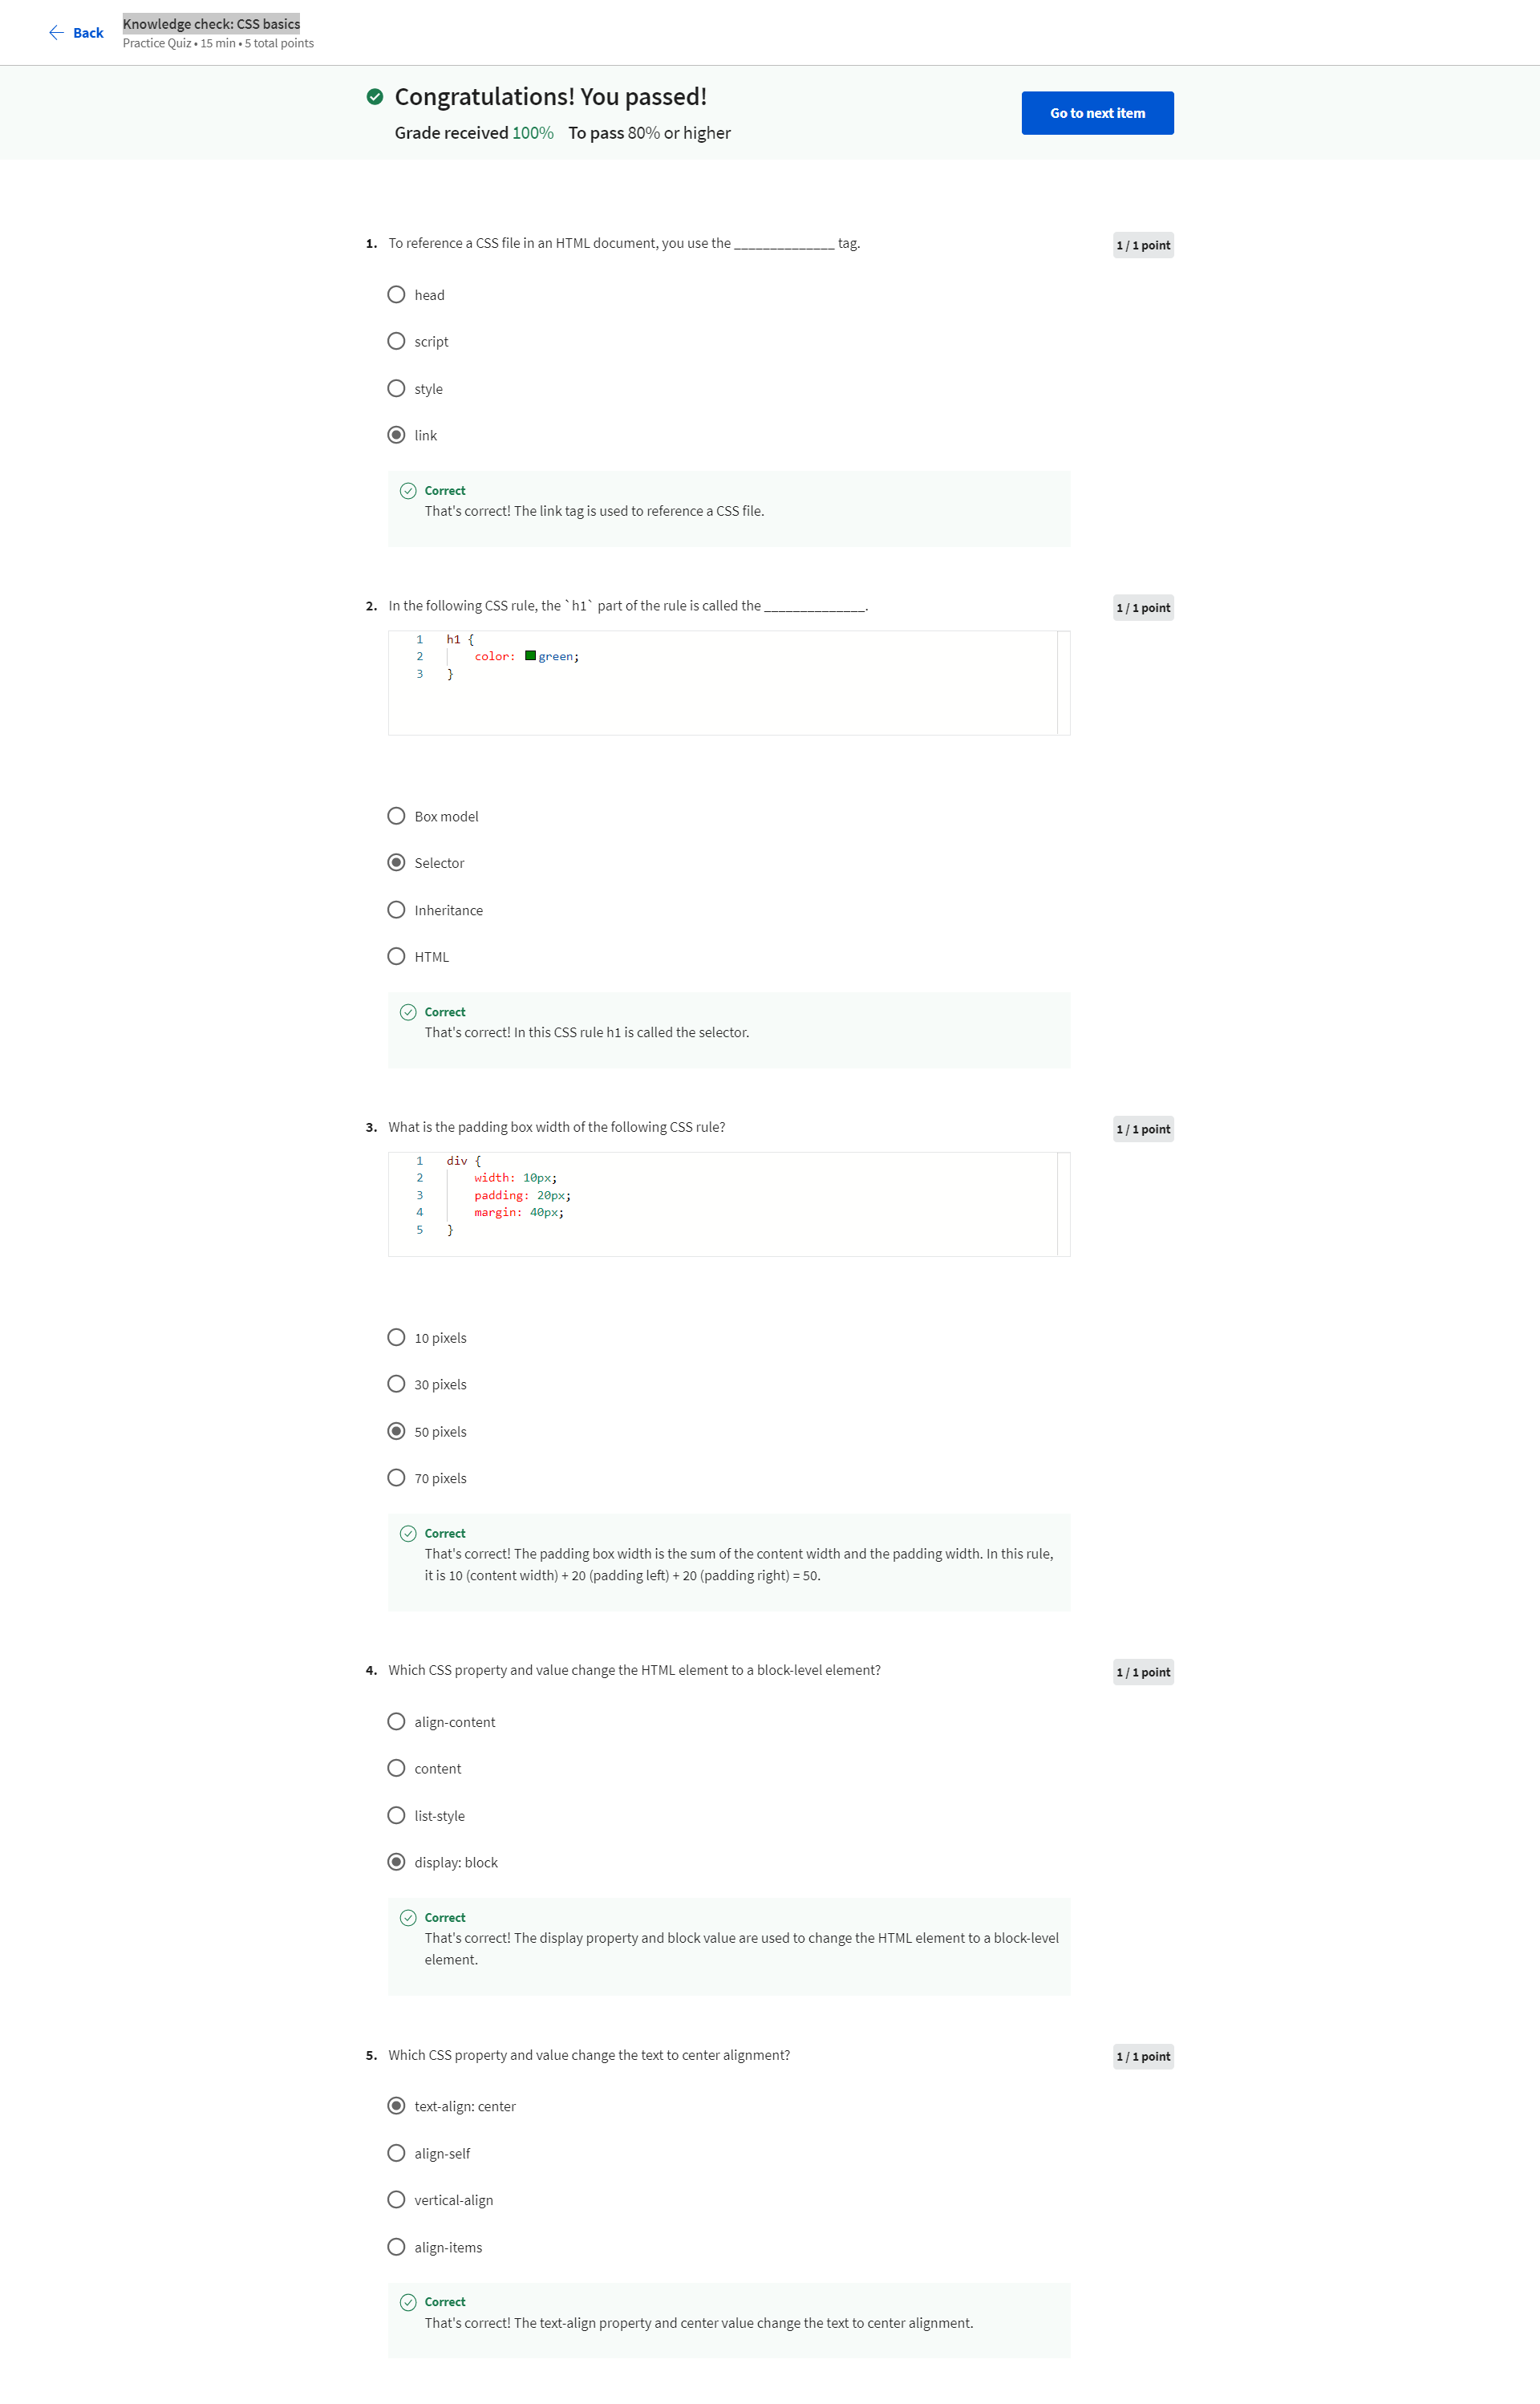 Back
Knowledge check: CSS basics
Practice Quiz • 15 min • 5 total points
Congratulations! You passed!
Grade received 100% To pass 80% or higher
Go to next item
1. To reference a CSS file in an HTML document, you use the ______________ tag.
1 / 1 point
head
script
style
link
Correct
That's correct! The link tag is used to reference a CSS file.
2. In the following CSS rule, the `h1` part of the rule is called the ______________.
1 / 1 point
1 h1 {
2 color: green;
3 }
Box model
Selector
Inheritance
HTML
Correct
That's correct! In this CSS rule h1 is called the selector.
3. What is the padding box width of the following CSS rule?
1 / 1 point
1 div {
2 width: 10px;
3 padding: 20px;
4 margin: 40px;
5 }
10 pixels
30 pixels
50 pixels
70 pixels
Correct
That's correct! The padding box width is the sum of the content width and the padding width. In this rule,
it is 10 (content width) + 20 (padding left) + 20 (padding right) = 50.
4. Which CSS property and value change the HTML element to a block-level element?
1 / 1 point
align-content
content
list-style
display: block
Correct
That's correct! The display property and block value are used to change the HTML element to a block-level
element.
5. Which CSS property and value change the text to center alignment?
1 / 1 point
text-align: center
align-self
vertical-align
align-items
Correct
That's correct! The text-align property and center value change the text to center alignment.